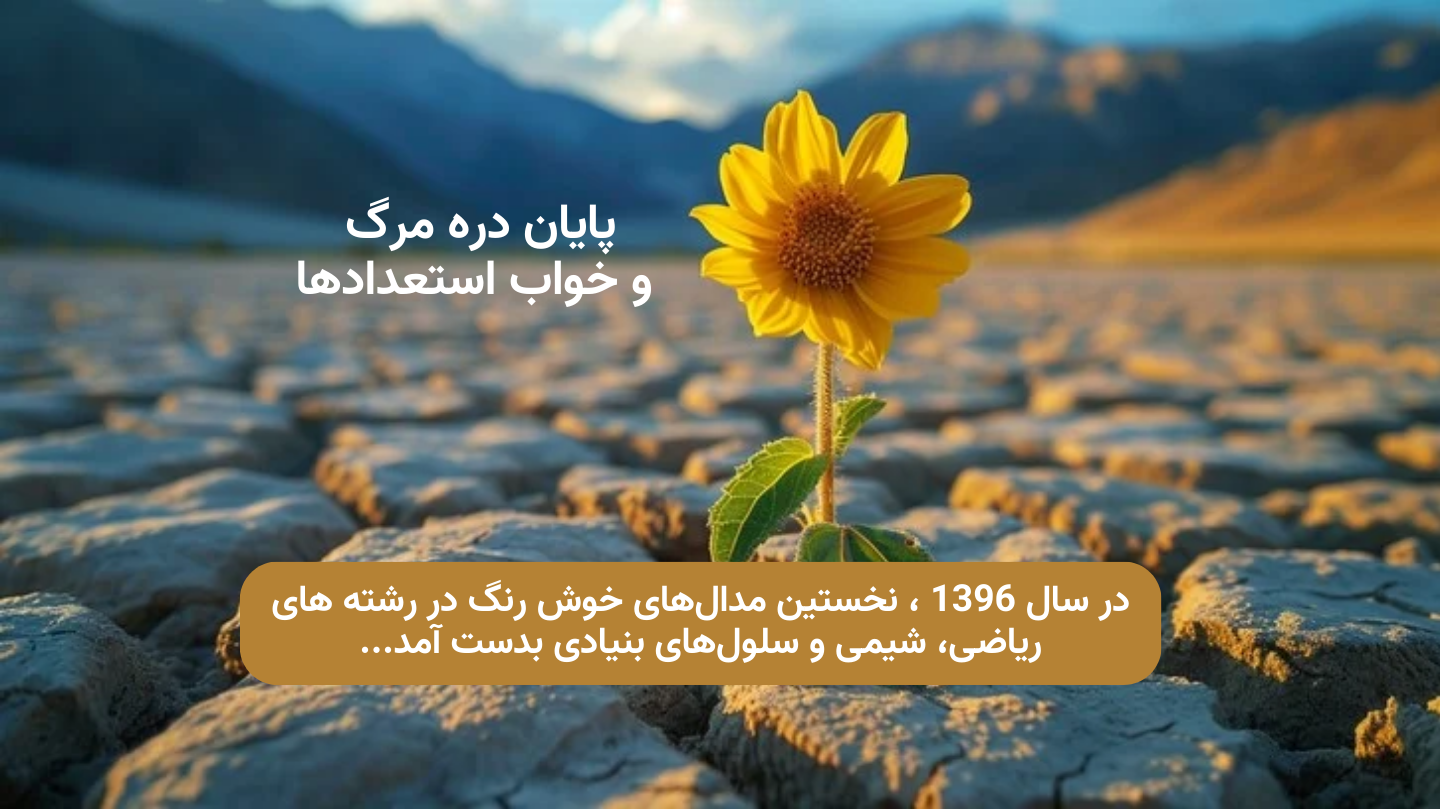 پایان دره مرگ
و خواب استعدادها
در سال 1396 ، نخستین مدال‌های خوش رنگ در رشته های
ریاضی، شیمی و سلول‌های بنیادی بدست آمد...